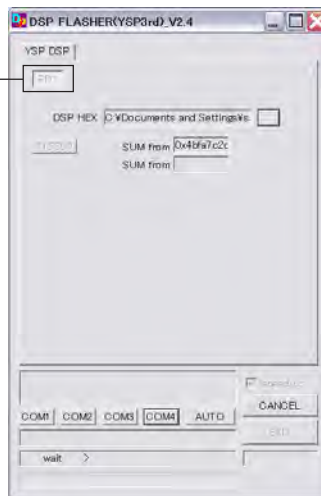 DSP FLASHER(YSP3rd)_V2.4
YSP DSP
DSP HEX C:¥Documents and Settings¥s
SUM from 0x4bfa7c2c
SUM from
COM1 COM2 COM3 COM4 AUTO
CANCEL
wait >